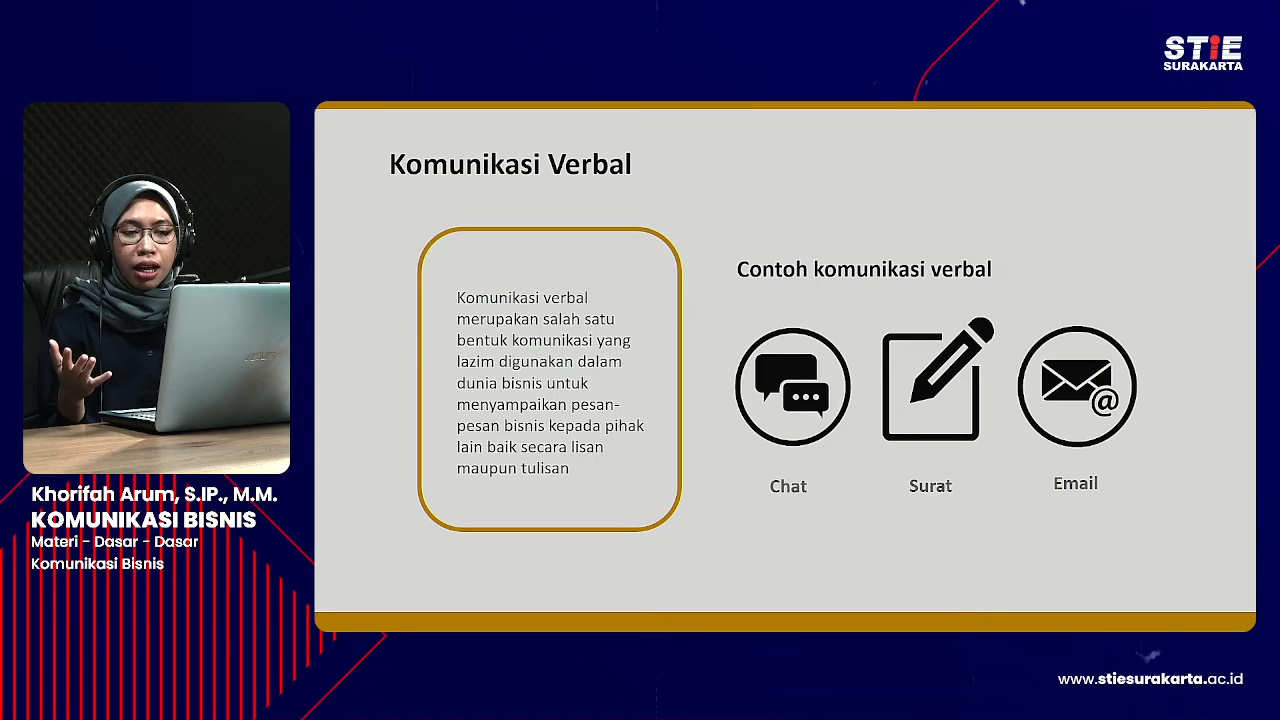 STIE
SURAKARTA
Komunikasi Verbal
Komunikasi verbal
merupakan salah satu
bentuk komunikasi yang
lazim digunakan dalam
dunia bisnis untuk
menyampaikan pesan-
pesan bisnis kepada pihak
lain baik secara lisan
maupun tulisan
Contoh komunikasi verbal
@
Chat
Surat
Email
Khorifah Arum, S.IP., M.M.
KOMUNIKASI BISNIS
Materi - Dasar - Dasar
Komunikasi Bisnis
www.stiesurakarta.ac.id